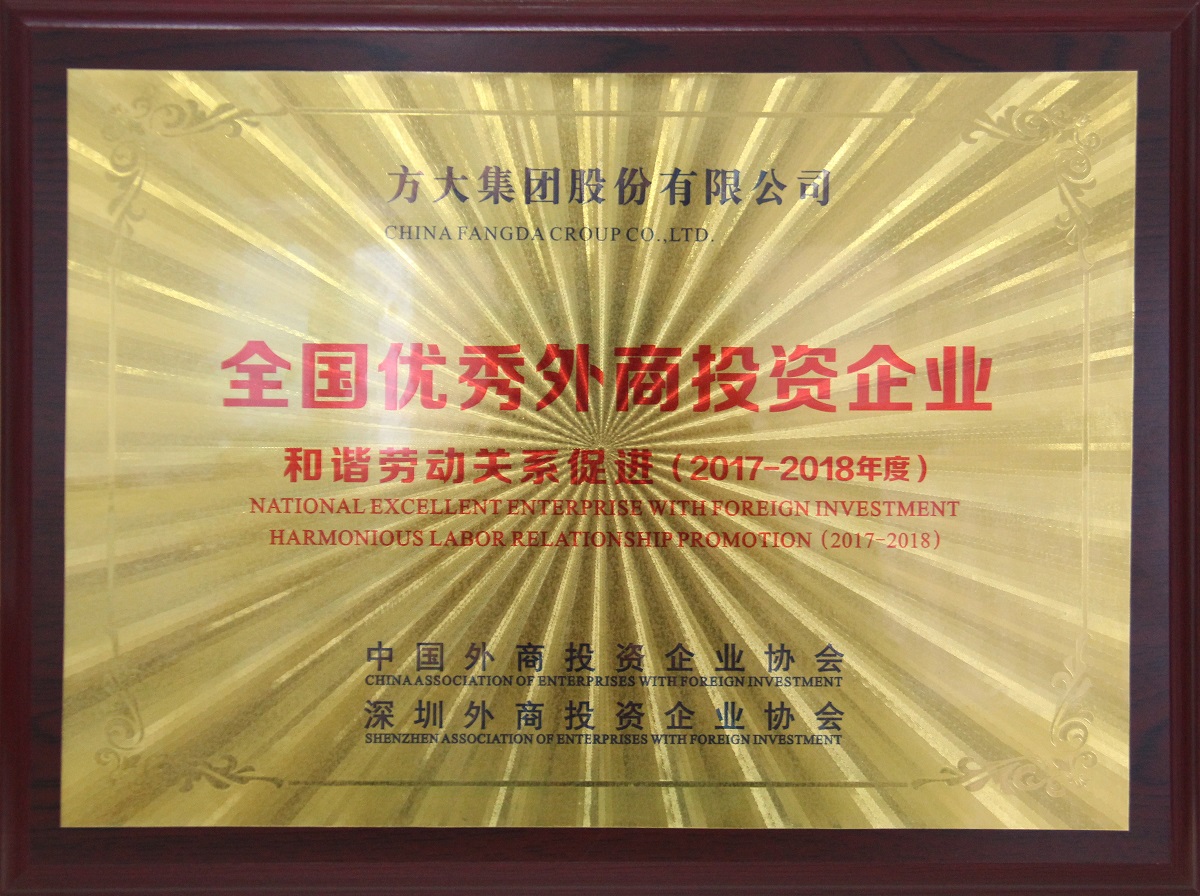 方大集团股份有限公司
CHINA FANGDA CROUP CO.,LTD.
全国优秀外商投资企业
和谐劳动关系促进（2017-2018年度）
NATIONAL EXCELLENT ENTERPRISE WITH FOREIGN INVESTMENT
HARMONIOUS LABOR RELATIONSHIP PROMOTION（2017-2018）
中国外商投资企业协会
CHINA ASSOCIATION OF ENTERPRISES WITH FOREIGN INVESTMENT
深圳外商投资企业协会
SHENZHEN ASSOCIATION OF ENTERPRISES WITH FOREIGN INVESTMENT